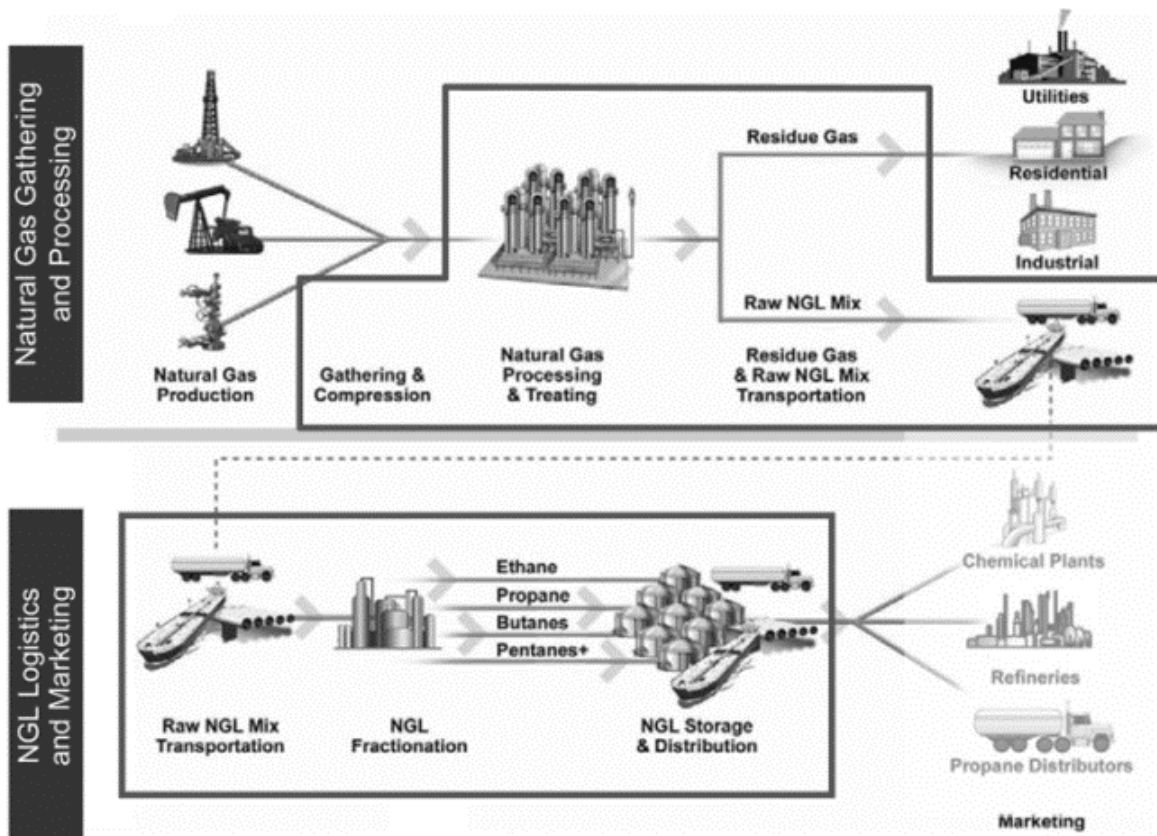 Natural Gas Gathering
and Processing
Utilities
Residue Gas
Residential
Industrial
Raw NGL Mix
Natural Gas
Production
Gathering &
Compression
Natural Gas
Processing
& Treating
Residue Gas
& Raw NGL Mix
Transportation
NGL Logistics
and Marketing
Chemical Plants
Ethane
Propane
Butanes
Pentanes+
Refineries
Raw NGL Mix
Transportation
NGL
Fractionation
NGL Storage
& Distribution
Propane Distributors
Marketing